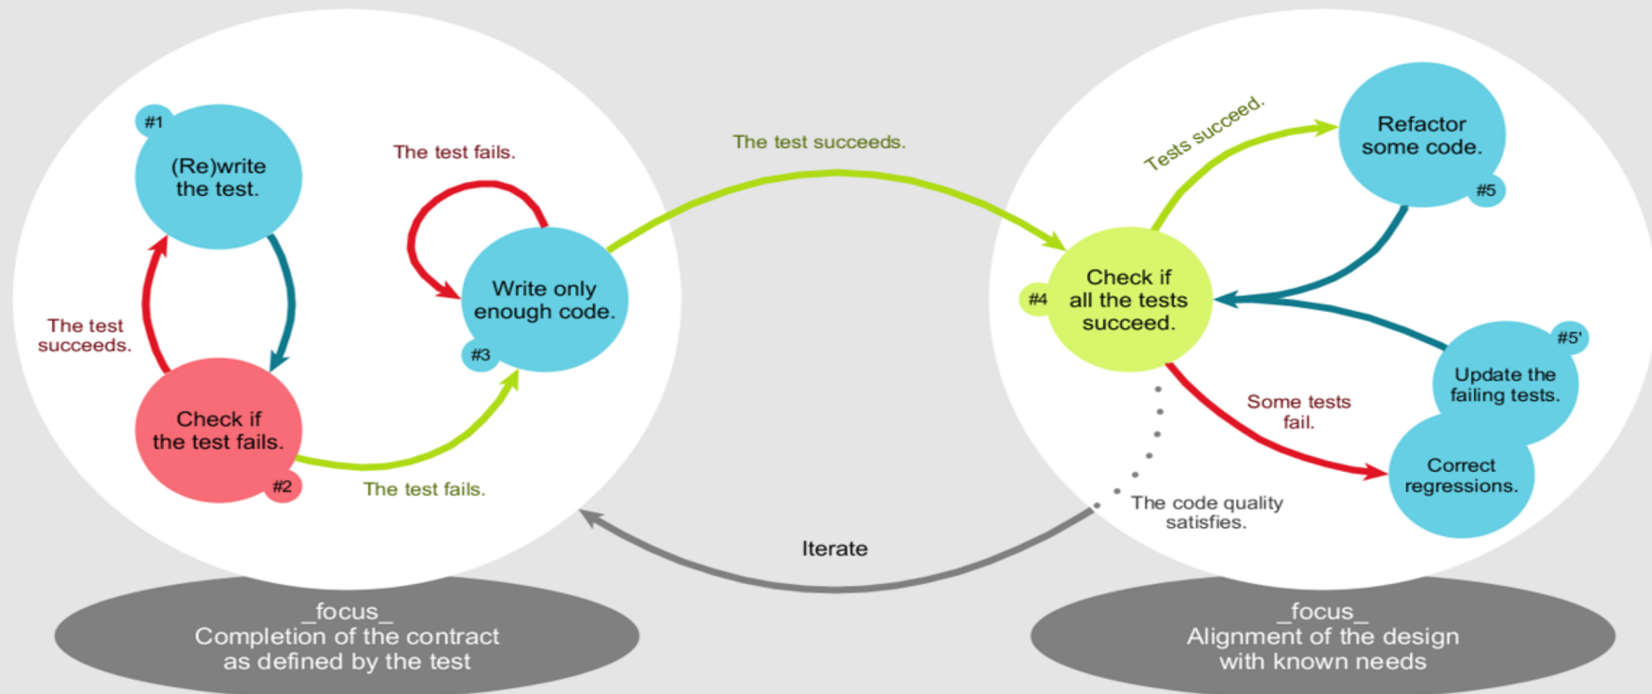 #1
(Re)write
the test.
The test
succeeds.
Check if
the test fails.
#2
The test fails.
The test fails.
Write only
enough code.
#3
The test succeeds.
#4
Check if
all the tests
succeed.
Tests succeed.
Refactor
some code.
#5
#5'
Update the
failing tests.
Some tests
fail.
Correct
regressions.
The code quality
satisfies.
Iterate
_focus_
Completion of the contract
as defined by the test
_focus_
Alignment of the design
with known needs